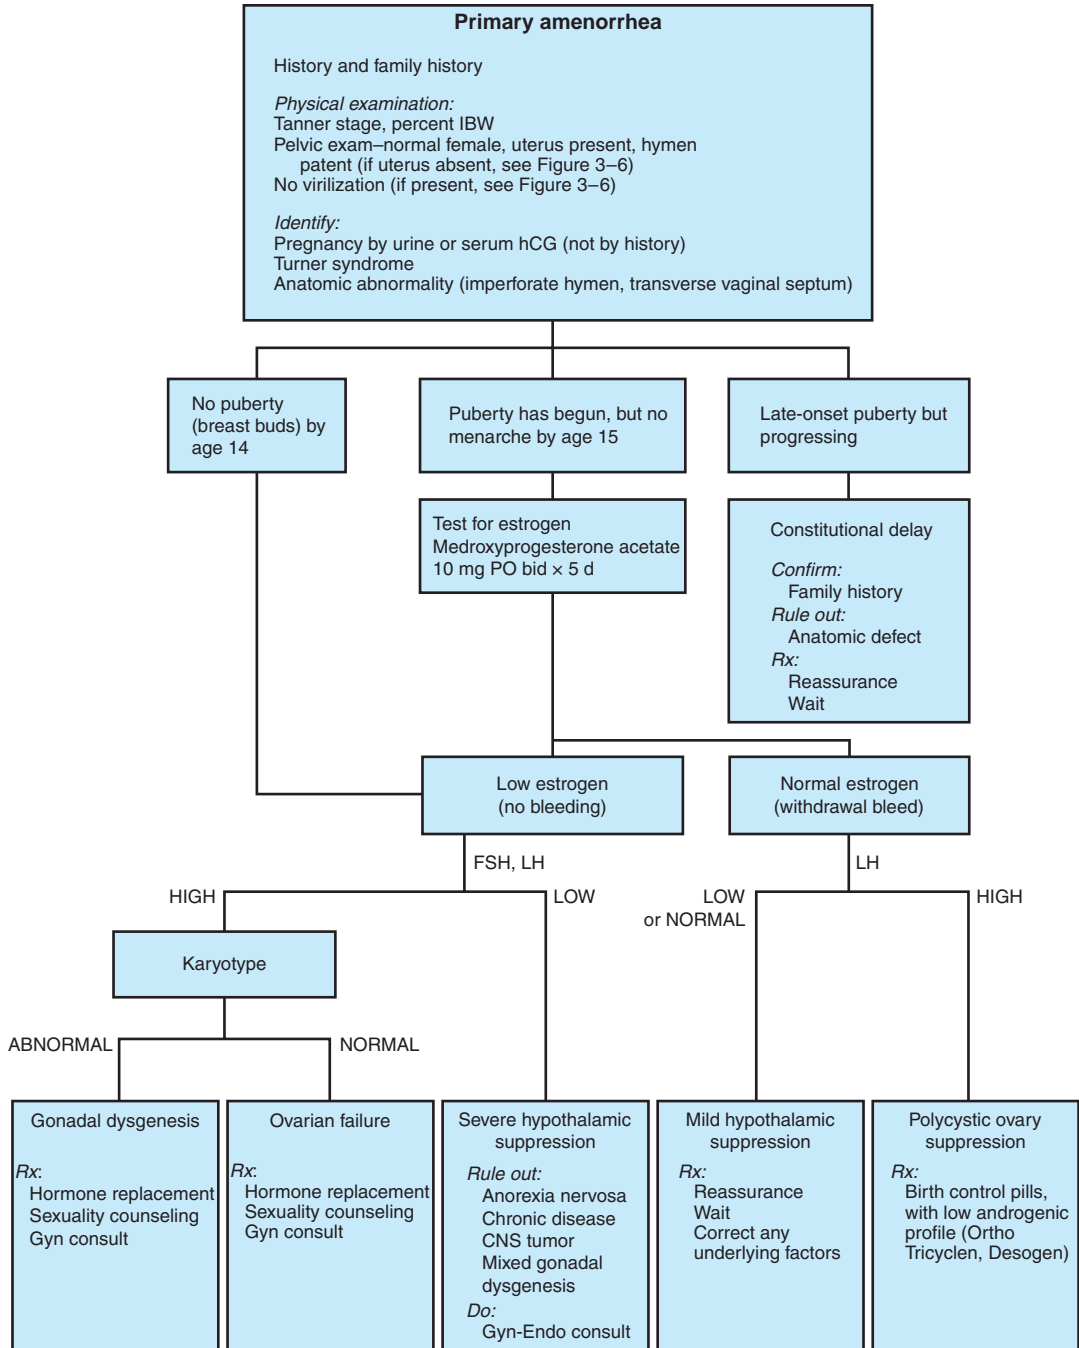 Primary amenorrhea
History and family history
Physical examination:
Tanner stage, percent IBW
Pelvic exam–normal female, uterus present, hymen
patent (if uterus absent, see Figure 3–6)
No virilization (if present, see Figure 3–6)
Identify:
Pregnancy by urine or serum hCG (not by history)
Turner syndrome
Anatomic abnormality (imperforate hymen, transverse vaginal septum)
No puberty
(breast buds) by
age 14
Puberty has begun, but no
menarche by age 15
Late-onset puberty but
progressing
Test for estrogen
Medroxyprogesterone acetate
10 mg PO bid × 5 d
Constitutional delay
Confirm:
Family history
Rule out:
Anatomic defect
Rx:
Reassurance
Wait
Low estrogen
(no bleeding)
Normal estrogen
(withdrawal bleed)
FSH, LH
LH
HIGH
LOW
LOW
or NORMAL
HIGH
Karyotype
ABNORMAL
NORMAL
Gonadal dysgenesis
Rx:
Hormone replacement
Sexuality counseling
Gyn consult
Ovarian failure
Rx:
Hormone replacement
Sexuality counseling
Gyn consult
Severe hypothalamic
suppression
Rule out:
Anorexia nervosa
Chronic disease
CNS tumor
Mixed gonadal
dysgenesis
Do:
Gyn-Endo consult
Mild hypothalamic
suppression
Rx:
Reassurance
Wait
Correct any
underlying factors
Polycystic ovary
suppression
Rx:
Birth control pills,
with low androgenic
profile (Ortho
Tricyclen, Desogen)